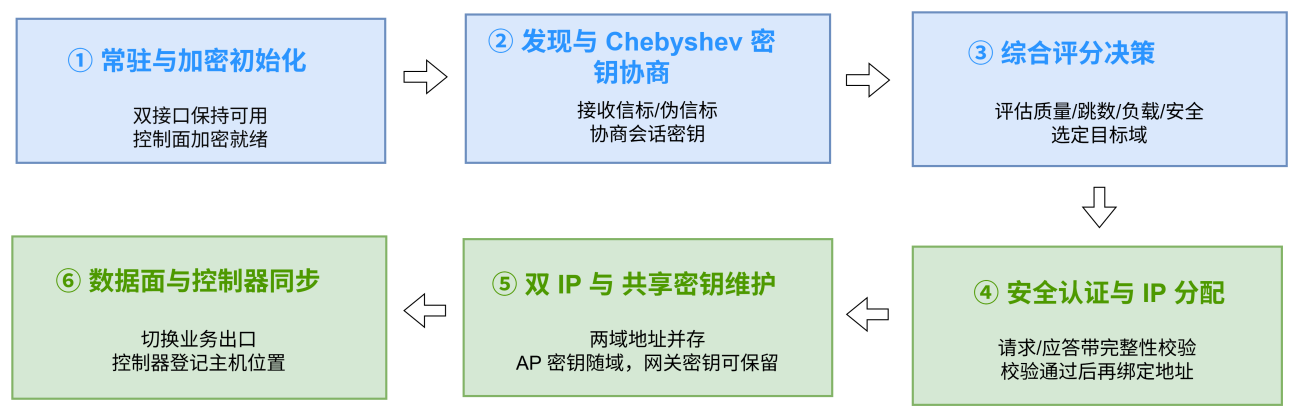 ① 常驻与加密初始化
双接口保持可用
控制面加密就绪
② 发现与 Chebyshev 密
钥协商
接收信标/伪信标
协商会话密钥
③ 综合评分决策
评估质量/跳数/负载/安全
选定目标域
④ 安全认证与 IP 分配
请求/应答带完整性校验
校验通过后再绑定地址
⑤ 双 IP 与 共享密钥维护
两域地址并存
AP 密钥随域，网关密钥可保留
⑥ 数据面与控制器同步
切换业务出口
控制器登记主机位置